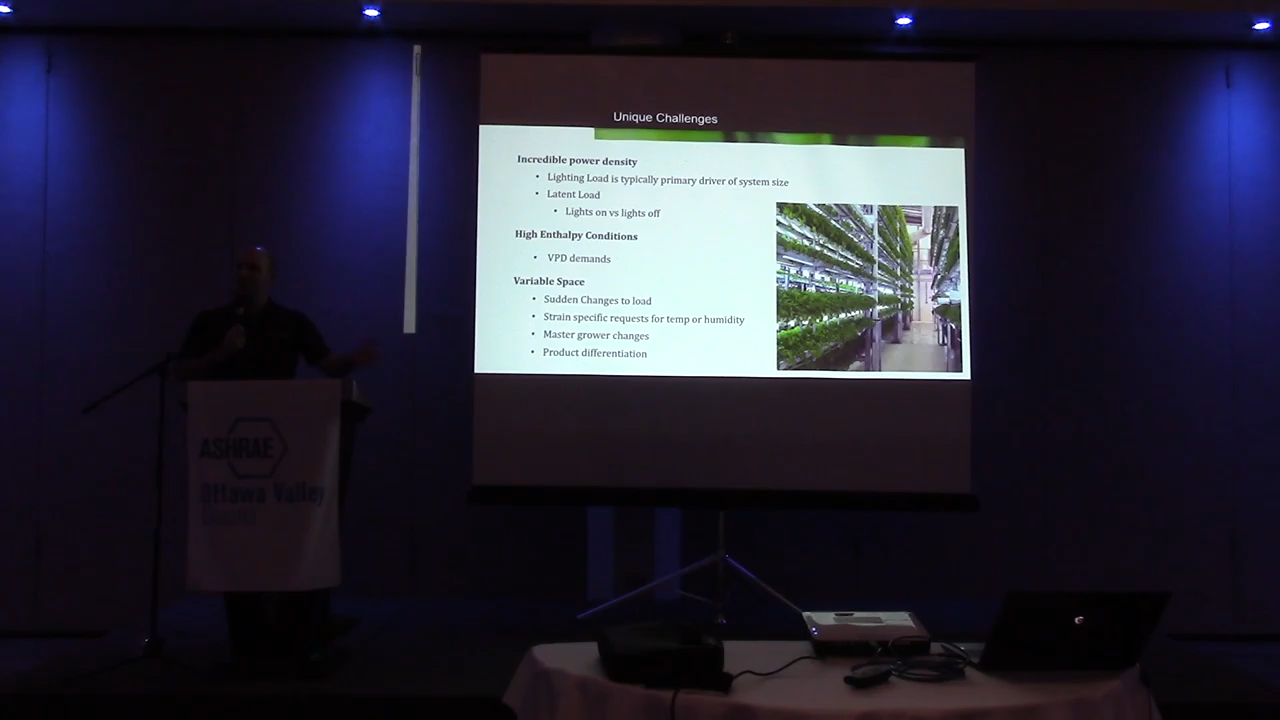 Unique Challenges
Incredible power density
• Lighting Load is typically primary driver of system size
• Latent Load
• Lights on vs lights off
High Enthalpy Conditions
• VPD demands
Variable Space
• Sudden Changes to load
• Strain specific requests for temp or humidity
• Master grower changes
• Product differentiation
ASHRAE
Ottawa Valley